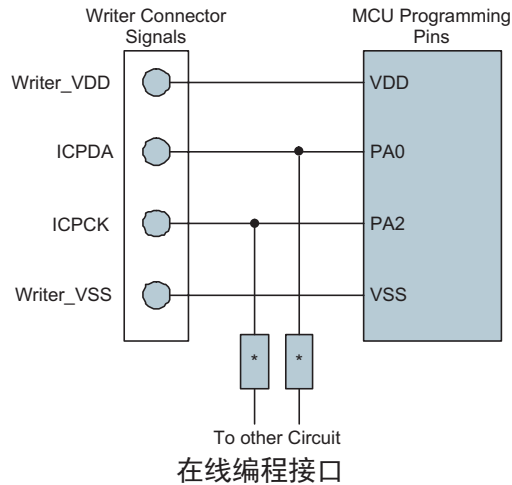 Writer Connector
Signals
MCU Programming
Pins
Writer_VDD
VDD
ICPDA
PA0
ICPCK
PA2
Writer_VSS
VSS
*
*
To other Circuit
在线编程接口